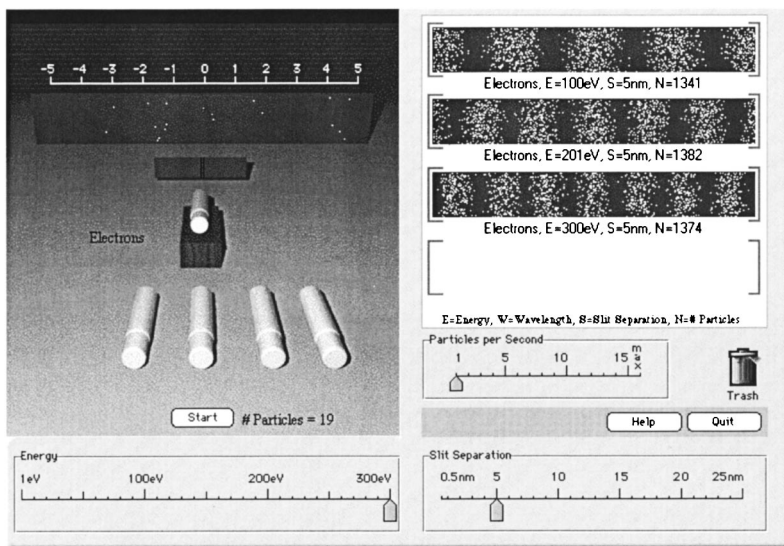 -5 -4 -3 -2 -1 0 1 2 3 4 5
Electrons
Start # Particles = 19
Electrons, E=100eV, S=5nm, N=1341
Electrons, E=201eV, S=5nm, N=1382
Electrons, E=300eV, S=5nm, N=1374
E=Energy, W=Wavelength, S=Slit Separation, N=# Particles
Particles per Second
1 5 10 15 max
Trash
Help Quit
Energy
1eV 100eV 200eV 300eV
Slit Separation
0.5nm 5 10 15 20 25nm